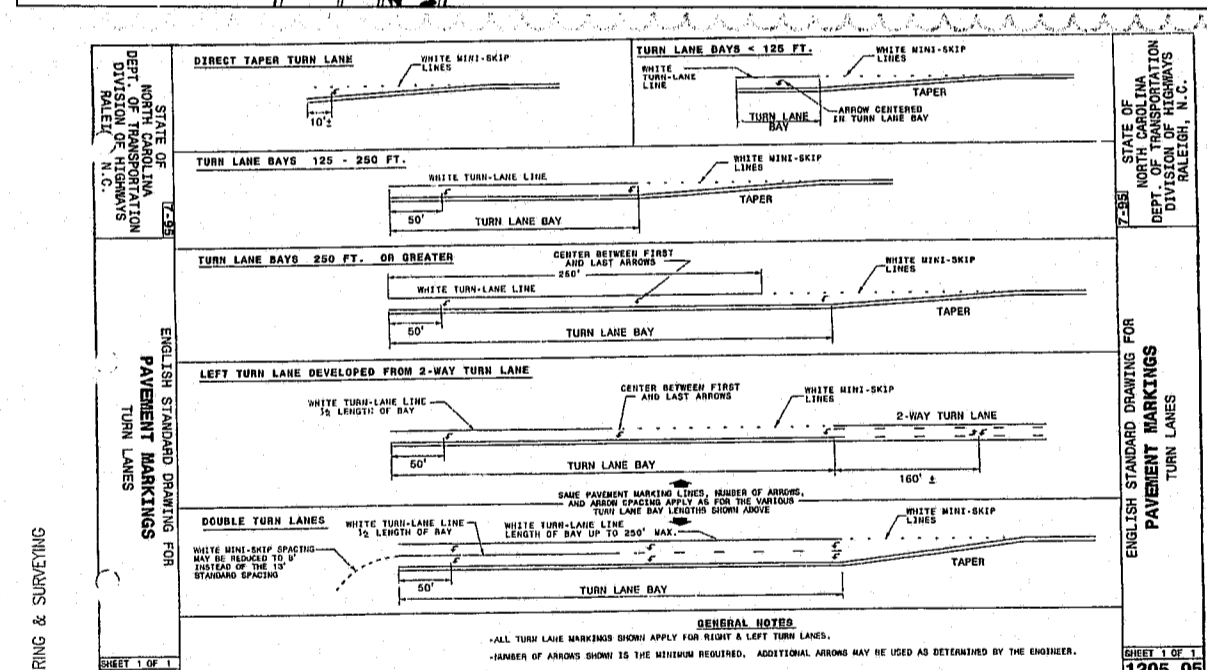 STATE OF
NORTH CAROLINA
DEPT. OF TRANSPORTATION
DIVISION OF HIGHWAYS
N.C.
7-95
ENGLISH STANDARD DRAWING FOR
PAVEMENT MARKINGS
TURN LANES
SHEET 1 OF 1
RING & SURVEYING
DIRECT TAPER TURN LANE
WHITE MINI-SKIP
LINES
10'±
TURN LANE BAYS < 125 FT.
WHITE
TURN-LANE
LINE
WHITE MINI-SKIP
LINES
TAPER
ARROW CENTERED
IN TURN LANE BAY
TURN LANE
BAY
TURN LANE BAYS 125 - 250 FT.
WHITE TURN-LANE LINE
WHITE MINI-SKIP
LINES
TAPER
50'
TURN LANE BAY
TURN LANE BAYS 250 FT. OR GREATER
CENTER BETWEEN FIRST
AND LAST ARROWS
250'
WHITE TURN-LANE LINE
WHITE MINI-SKIP
LINES
TAPER
50'
TURN LANE BAY
LEFT TURN LANE DEVELOPED FROM 2-WAY TURN LANE
WHITE TURN-LANE LINE
½ LENGTH OF BAY
CENTER BETWEEN FIRST
AND LAST ARROWS
WHITE MINI-SKIP
LINES
2-WAY TURN LANE
50'
TURN LANE BAY
160' ±
SAME PAVEMENT MARKING LINES, NUMBER OF ARROWS,
AND ARROW SPACING APPLY AS FOR THE VARIOUS
TURN LANE BAY LENGTHS SHOWN ABOVE
DOUBLE TURN LANES
WHITE TURN-LANE LINE
½ LENGTH OF BAY
WHITE TURN-LANE LINE
LENGTH OF BAY UP TO 250' MAX.
WHITE MINI-SKIP
LINES
WHITE MINI-SKIP SPACING
MAY BE REDUCED TO 8'
INSTEAD OF THE 13'
STANDARD SPACING
TAPER
50'
TURN LANE BAY
GENERAL NOTES
-ALL TURN LANE MARKINGS SHOWN APPLY FOR RIGHT & LEFT TURN LANES.
-NUMBER OF ARROWS SHOWN IS THE MINIMUM REQUIRED. ADDITIONAL ARROWS MAY BE USED AS DETERMINED BY THE ENGINEER.
STATE OF
NORTH CAROLINA
DEPT. OF TRANSPORTATION
DIVISION OF HIGHWAYS
RALEIGH, N.C.
7-95
ENGLISH STANDARD DRAWING FOR
PAVEMENT MARKINGS
TURN LANES
SHEET 1 OF 1
1205.05